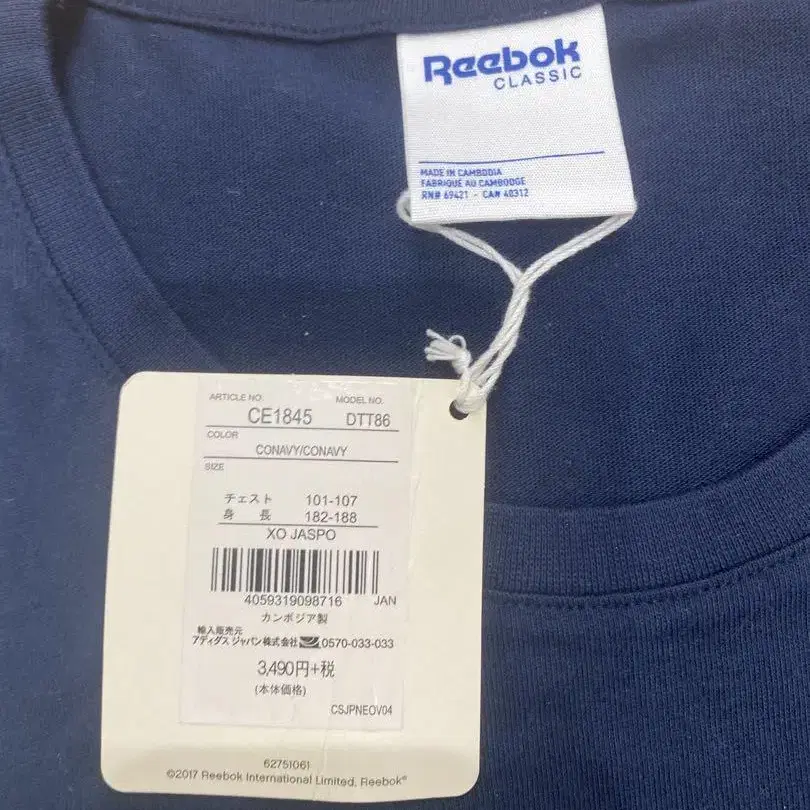 Reebok
CLASSIC
MADE IN CAMBODIA
FABRIQUÉ AU CAMBODGE
RN# 69421 - CA# 40312
ARTICLE NO. MODEL NO.
CE1845 DTT86
COLOR
CONAVY/CONAVY
SIZE
チェスト 101-107
身 長 182-188
XO JASPO
4059319098716 JAN
カンボジア製
輸入販売元
アディダス ジャパン株式会社 0570-033-033
3,490円+税
(本体価格)
CSJPNEOV04
62751061
©2017 Reebok International Limited, Reebok®